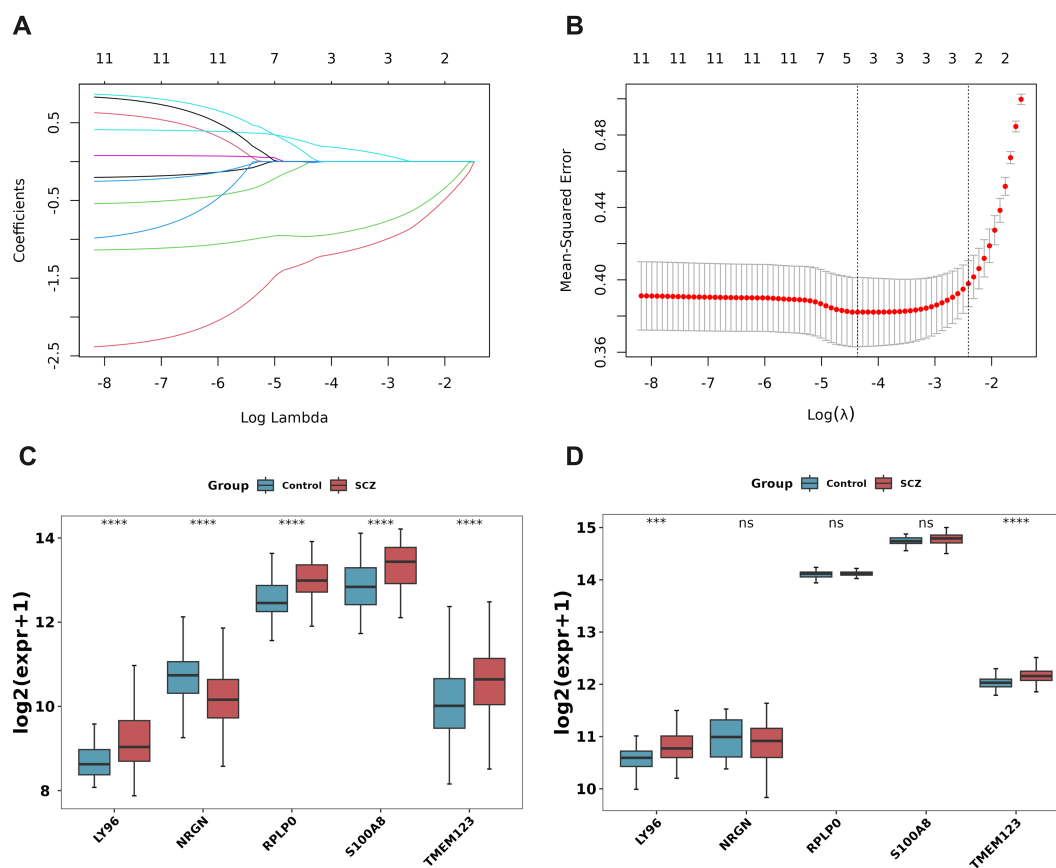 A
11 11 11 7 3 3 2
Coefficients
0.5
-0.5
-1.5
-2.5
-8 -7 -6 -5 -4 -3 -2
Log Lambda
B
11 11 11 11 11 7 5 3 3 3 3 2 2
Mean-Squared Error
0.48
0.44
0.40
0.36
-8 -7 -6 -5 -4 -3 -2
Log(λ)
C
Group Control SCZ
**** **** **** **** ****
log2(expr+1)
14
12
10
8
LY96 NRGN RPLP0 S100A8 TMEM123
D
Group Control SCZ
*** ns ns ns ****
log2(expr+1)
15
14
13
12
11
10
LY96 NRGN RPLP0 S100A8 TMEM123